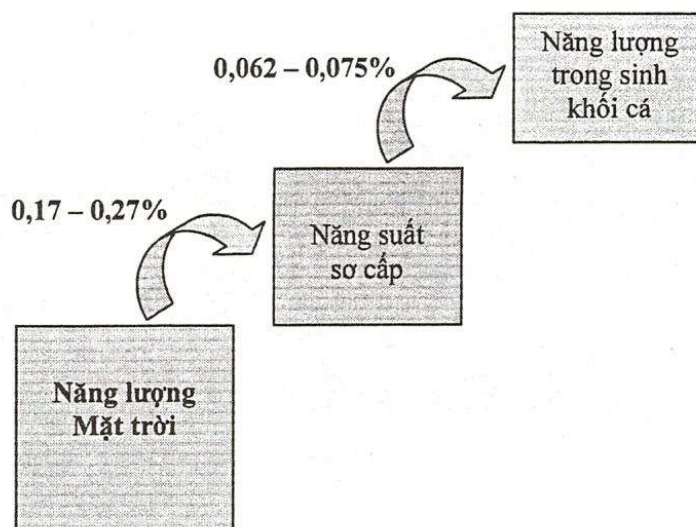 Năng lượng
trong sinh
khối cá
0,062 – 0,075%
Năng suất
sơ cấp
0,17 – 0,27%
Năng lượng
Mặt trời